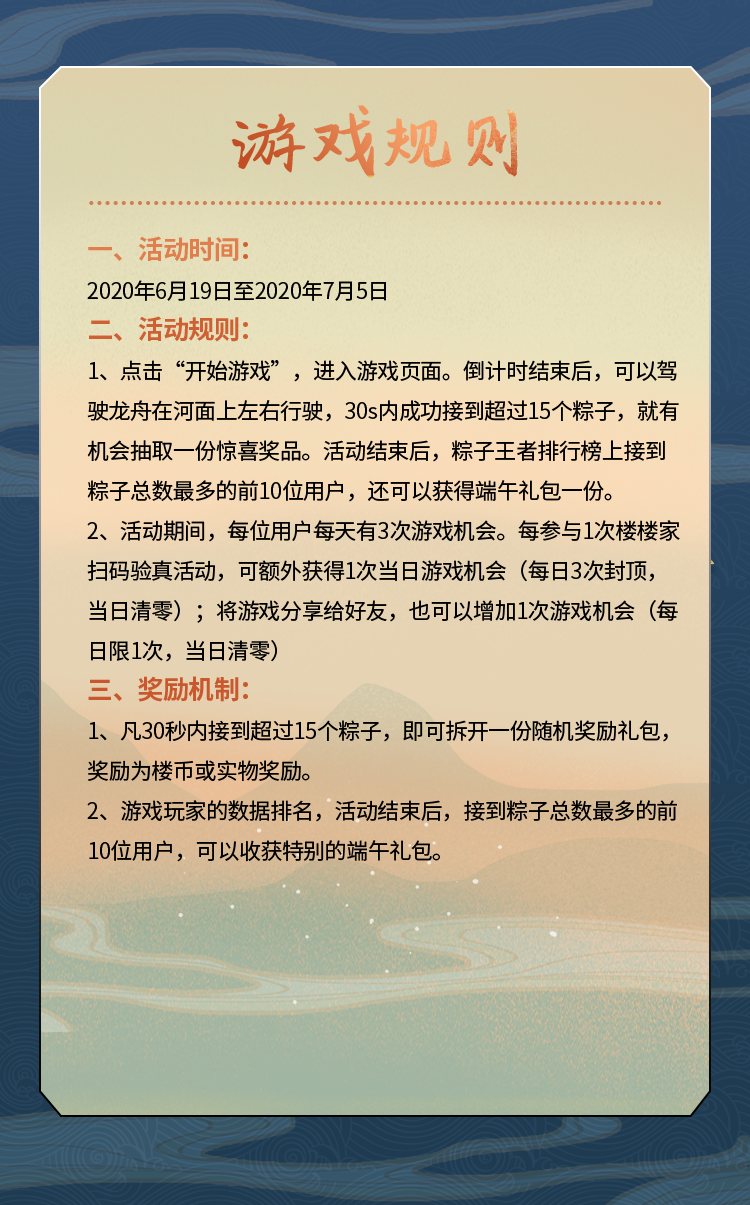 游戏规则
一、活动时间：
2020年6月19日至2020年7月5日
二、活动规则：
1、点击“开始游戏”，进入游戏页面。倒计时结束后，可以驾
驶龙舟在河面上左右行驶，30s内成功接到超过15个粽子，就有
机会抽取一份惊喜奖品。活动结束后，粽子王者排行榜上接到
粽子总数最多的前10位用户，还可以获得端午礼包一份。
2、活动期间，每位用户每天有3次游戏机会。每参与1次楼楼家
扫码验真活动，可额外获得1次当日游戏机会（每日3次封顶，
当日清零）；将游戏分享给好友，也可以增加1次游戏机会（每
日限1次，当日清零）
三、奖励机制：
1、凡30秒内接到超过15个粽子，即可拆开一份随机奖励礼包，
奖励为楼币或实物奖励。
2、游戏玩家的数据排名，活动结束后，接到粽子总数最多的前
10位用户，可以收获特别的端午礼包。